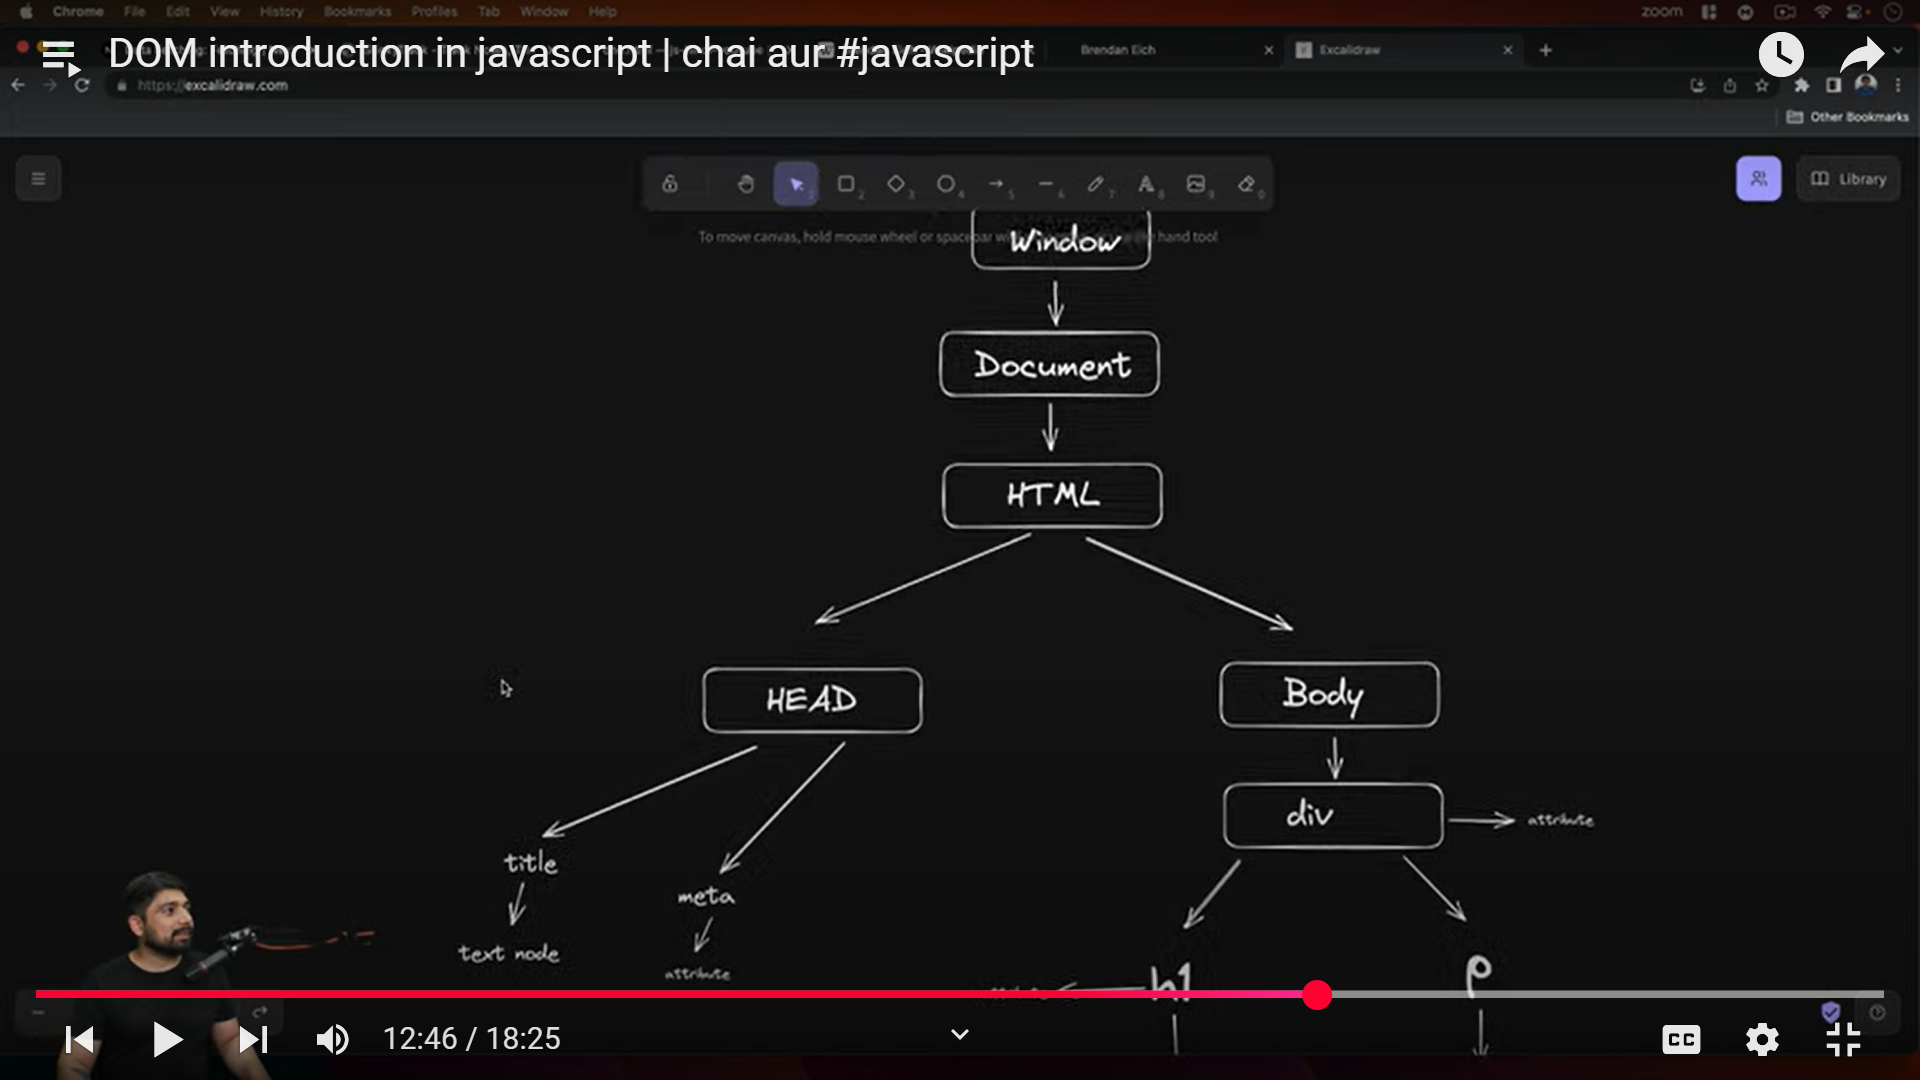 Chrome File Edit View History Bookmarks Profiles Tab Window Help
zoom
DOM introduction in javascript | chai aur #javascript
Brendan Eich
Excalidraw
https://excalidraw.com
Other Bookmarks
Library
To move canvas, hold mouse wheel or spacebar hand tool
Window
Document
HTML
HEAD
Body
div
attribute
title
meta
text node
attribute
h1
p
12:46 / 18:25
CC